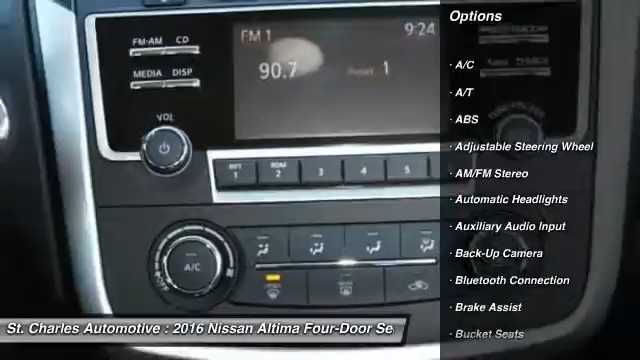 FM 1
9:24
FM-AM CD
MEDIA DISP
90.7
Preset 1
VOL
RPT
1
RDM
2
3
4
5
A/C
Options
· A/C
· A/T
· ABS
· Adjustable Steering Wheel
· AM/FM Stereo
· Automatic Headlights
· Auxiliary Audio Input
· Back-Up Camera
· Bluetooth Connection
· Brake Assist
· Bucket Seats
St. Charles Automotive : 2016 Nissan Altima Four-Door Se